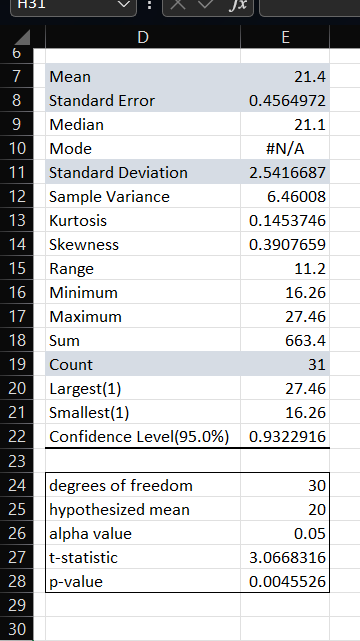 H31 fx
D E
6
7 Mean 21.4
8 Standard Error 0.4564972
9 Median 21.1
10 Mode #N/A
11 Standard Deviation 2.5416687
12 Sample Variance 6.46008
13 Kurtosis 0.1453746
14 Skewness 0.3907659
15 Range 11.2
16 Minimum 16.26
17 Maximum 27.46
18 Sum 663.4
19 Count 31
20 Largest(1) 27.46
21 Smallest(1) 16.26
22 Confidence Level(95.0%) 0.9322916
23
24 degrees of freedom 30
25 hypothesized mean 20
26 alpha value 0.05
27 t-statistic 3.0668316
28 p-value 0.0045526
29
30